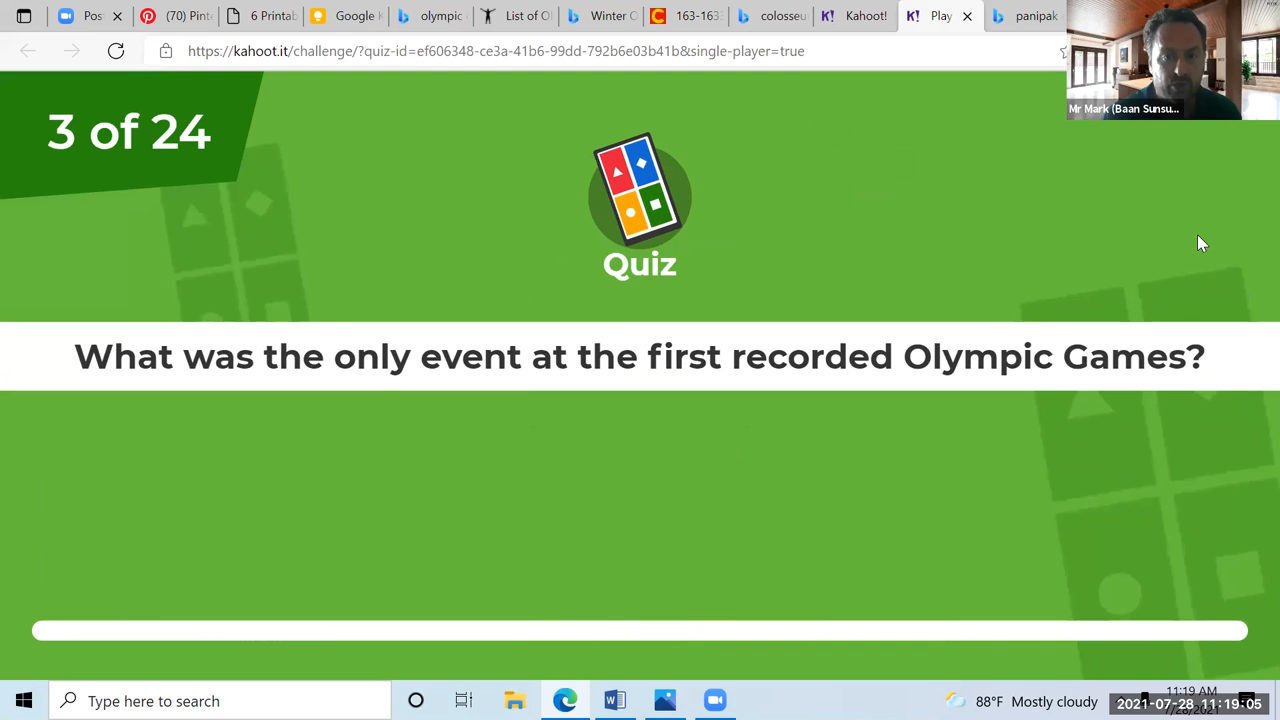 Pos
(70) Pi
6 Printab
Google K
olympic
List of O
Winter O
163-163
colosseu
Kahoot!
Play
panipak
https://kahoot.it/challenge/?quiz-id=ef606348-ce3a-41b6-99dd-792b6e03b41b&single-player=true
Mr Mark (Baan Sunsu...
3 of 24
Quiz
What was the only event at the first recorded Olympic Games?
Type here to search
88°F Mostly cloudy
11:19 AM
2021-07-28 11:19:05